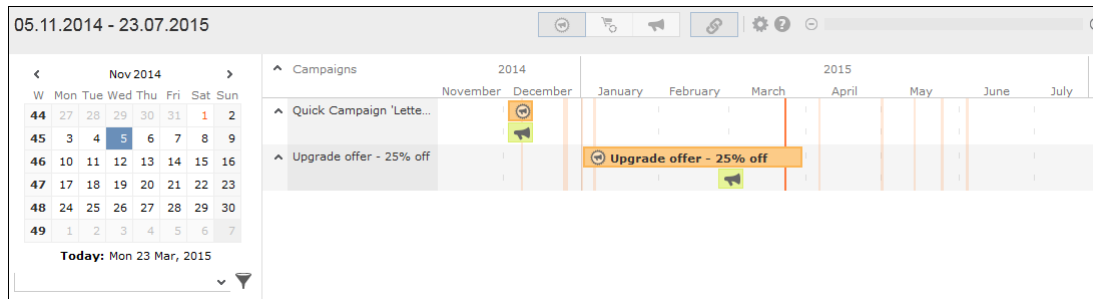 05.11.2014 - 23.07.2015
Nov 2014
W Mon Tue Wed Thu Fri Sat Sun
44 27 28 29 30 31 1 2
45 3 4 5 6 7 8 9
46 10 11 12 13 14 15 16
47 17 18 19 20 21 22 23
48 24 25 26 27 28 29 30
49 1 2 3 4 5 6 7
Today: Mon 23 Mar, 2015
Campaigns 2014 2015
November December January February March April May June July
Quick Campaign 'Lette...
Upgrade offer - 25% off Upgrade offer - 25% off